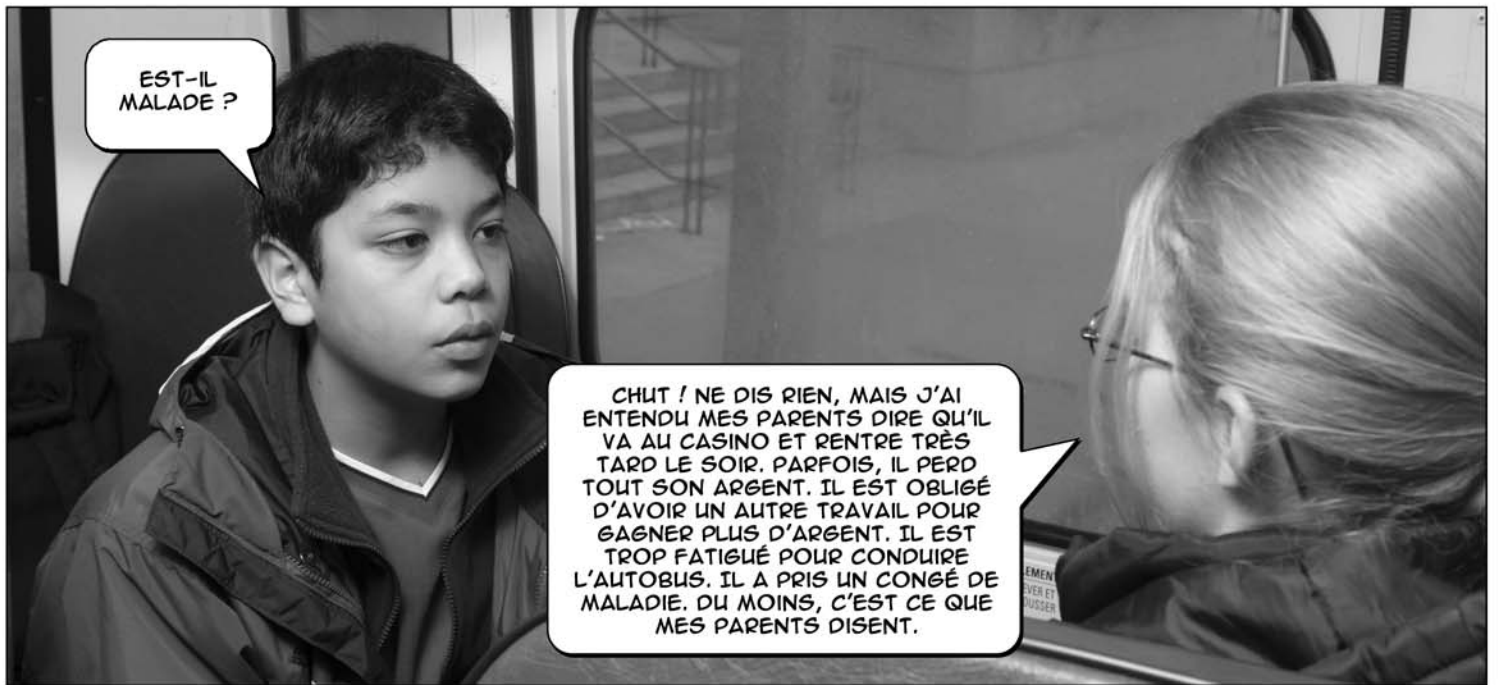 EST-IL
MALADE ?
CHUT ! NE DIS RIEN, MAIS J'AI
ENTENDU MES PARENTS DIRE QU'IL
VA AU CASINO ET RENTRE TRÈS
TARD LE SOIR. PARFOIS, IL PERD
TOUT SON ARGENT. IL EST OBLIGÉ
D'AVOIR UN AUTRE TRAVAIL POUR
GAGNER PLUS D'ARGENT. IL EST
TROP FATIGUÉ POUR CONDUIRE
L'AUTOBUS. IL A PRIS UN CONGÉ DE
MALADIE. DU MOINS, C'EST CE QUE
MES PARENTS DISENT.